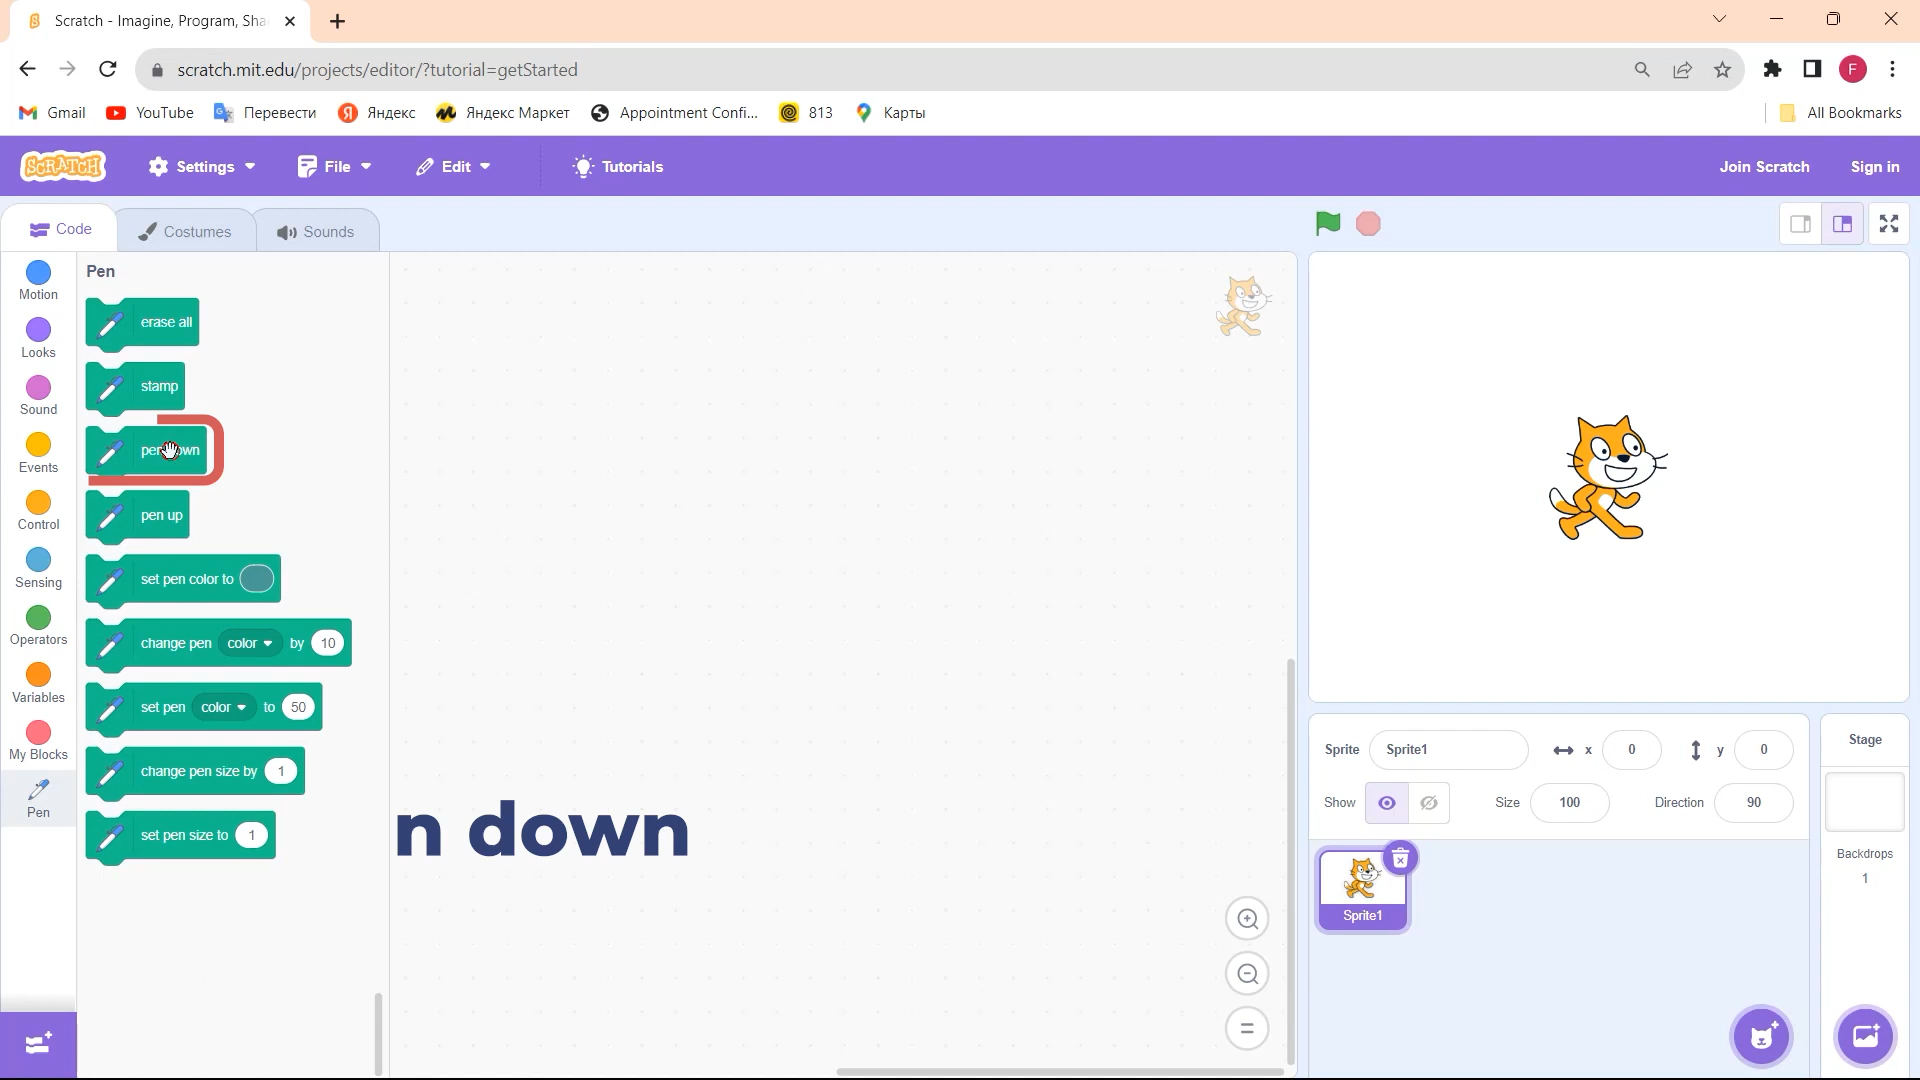 Scratch - Imagine, Program, Sha
scratch.mit.edu/projects/editor/?tutorial=getStarted
F
Gmail YouTube Перевести Яндекс Яндекс Маркет Appointment Confi... 813 Карты All Bookmarks
SCRATCH Settings File Edit Tutorials Join Scratch Sign in
Code Costumes Sounds
Motion
Looks
Sound
Events
Control
Sensing
Operators
Variables
My Blocks
Pen
Pen
erase all
stamp
pen down
pen up
set pen color to
change pen color by 10
set pen color to 50
change pen size by 1
set pen size to 1
n down
Sprite Sprite1 x 0 y 0
Show Size 100 Direction 90
Sprite1
Stage
Backdrops
1